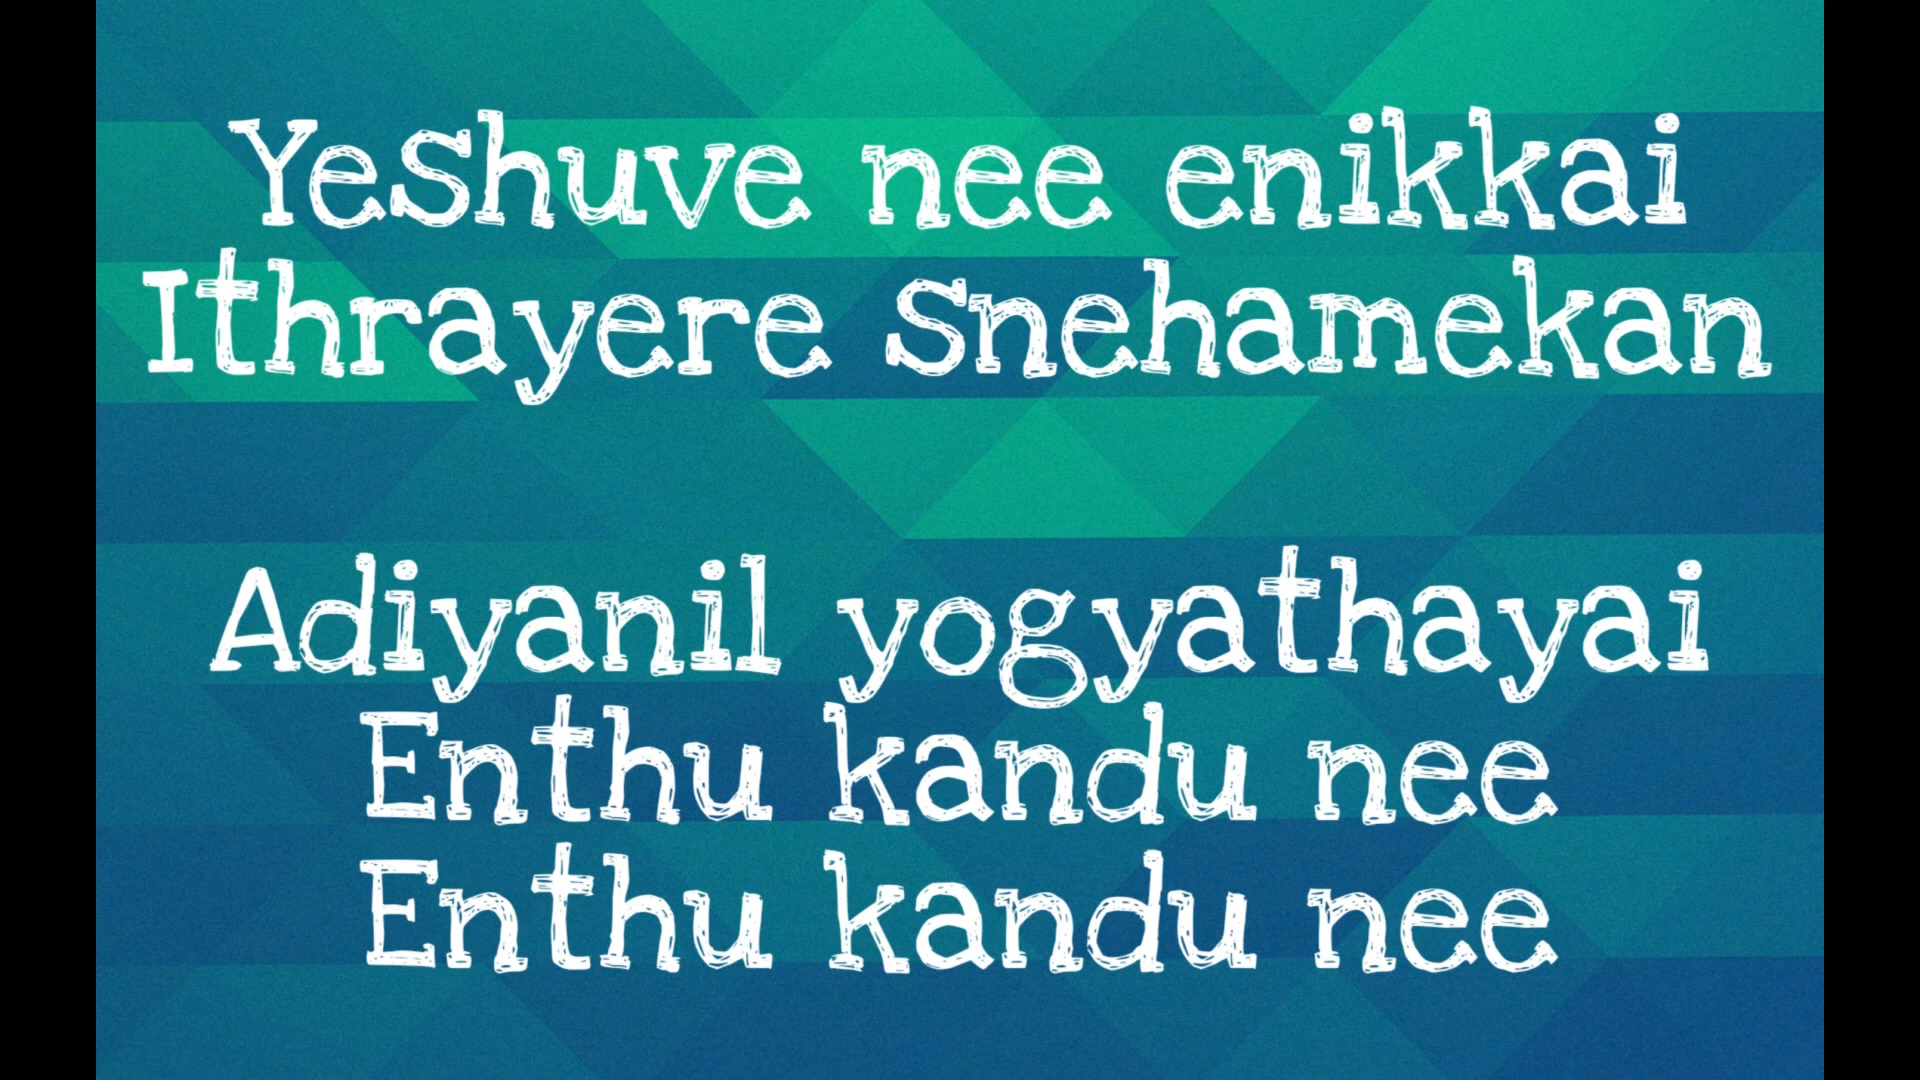 Yeshuve nee enikkai
Ithrayere Snehamekan
Adiyanil yogyathayai
Enthu kandu nee
Enthu kandu nee